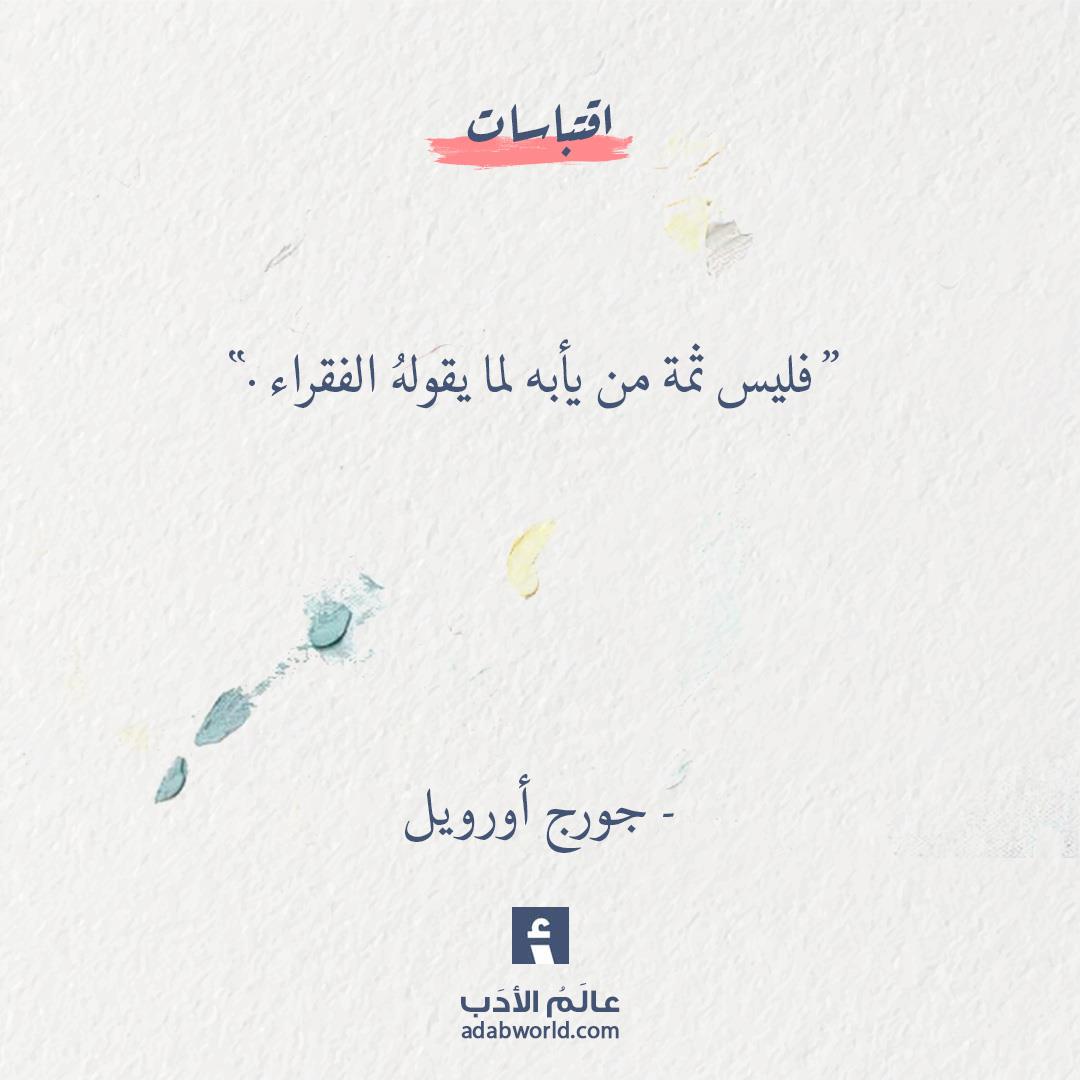 اقتباسات
” فليس ثمة من يأبه لما يقولهُ الفقراء . “
- جورج أورويل
أ
عالَمُ الأدَب
adabworld.com